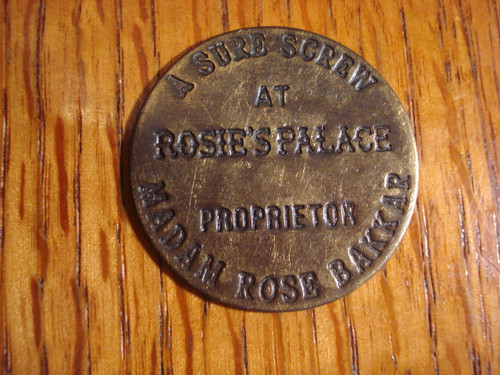 A SURE SCREW
AT
ROSIE'S PALACE
PROPRIETOR
MADAM ROSE BAKKAR